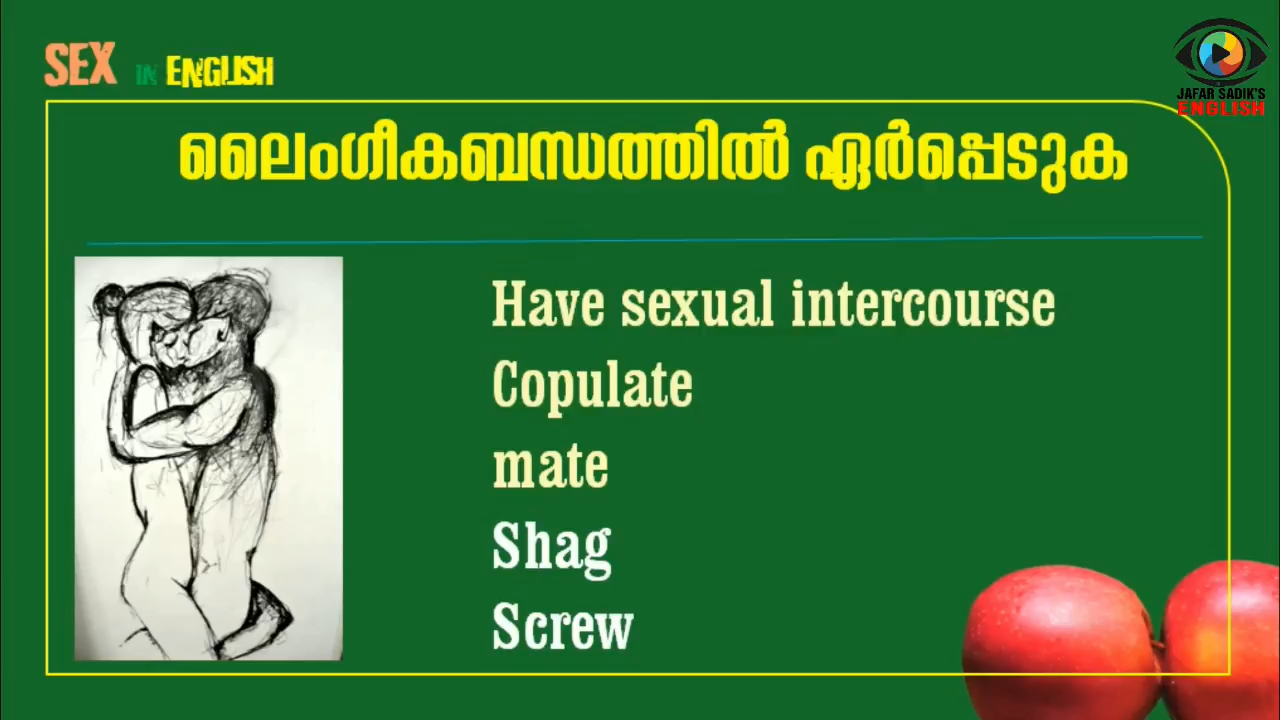 SEX IN ENGLISH
JAFAR SADIK'S
ENGLISH
ലൈംഗീകബന്ധത്തിൽ ഏർപ്പെടുക
Have sexual intercourse
Copulate
mate
Shag
Screw